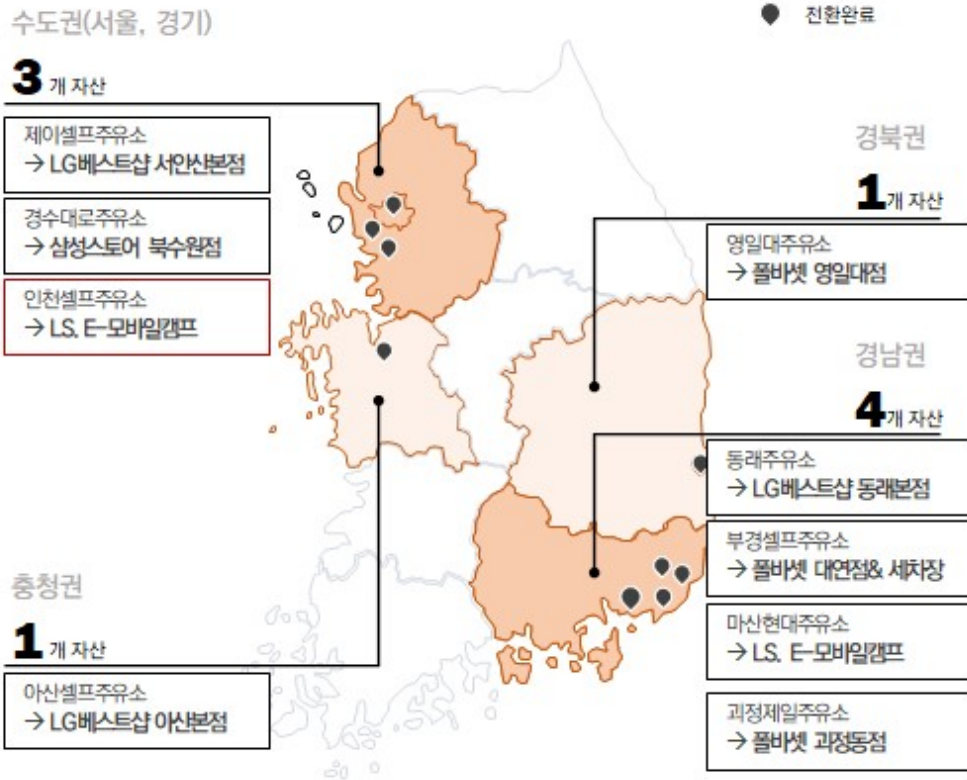 수도권(서울, 경기)
3개 자산
제이셀프주유소
→ LG베스트샵 서안산본점
경수대로주유소
→ 삼성스토어 북수원점
인천셀프주유소
→ LS, E-모바일캠프
충청권
1개 자산
아산셀프주유소
→ LG베스트샵 아산본점
전환완료
경북권
1개 자산
영일대주유소
→ 폴바셋 영일대점
경남권
4개 자산
동래주유소
→ LG베스트샵 동래본점
부경셀프주유소
→ 폴바셋 대연점& 세차장
마산현대주유소
→ LS, E-모바일캠프
괴정제일주유소
→ 폴바셋 괴정동점